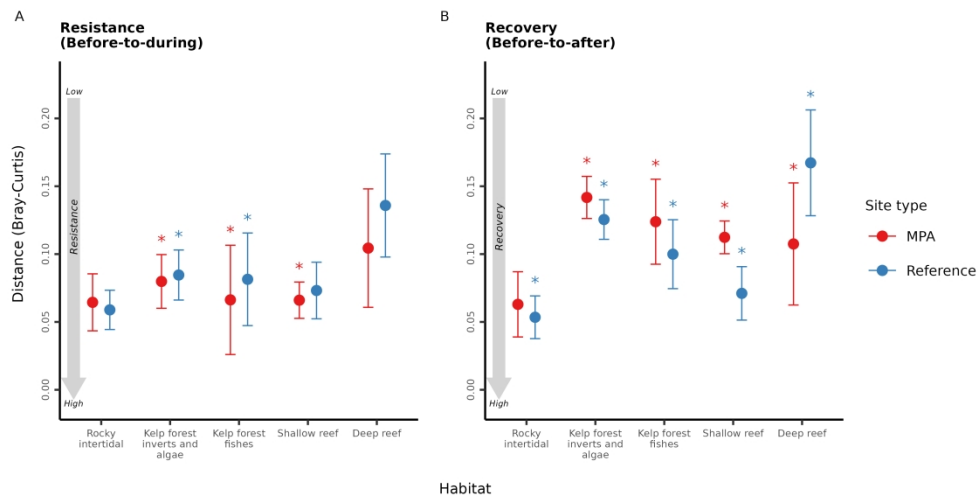 A
Resistance
(Before-to-during)
B
Recovery
(Before-to-after)
Distance (Bray-Curtis)
0.20
0.15
0.10
0.05
0.00
Low
Resistance
High
* * * * *
Rocky
intertidal
Kelp forest
inverts and
algae
Kelp forest
fishes
Shallow reef
Deep reef
0.20
0.15
0.10
0.05
0.00
Low
Recovery
High
* * * * * * * * *
Rocky
intertidal
Kelp forest
inverts and
algae
Kelp forest
fishes
Shallow reef
Deep reef
Habitat
Site type
MPA
Reference